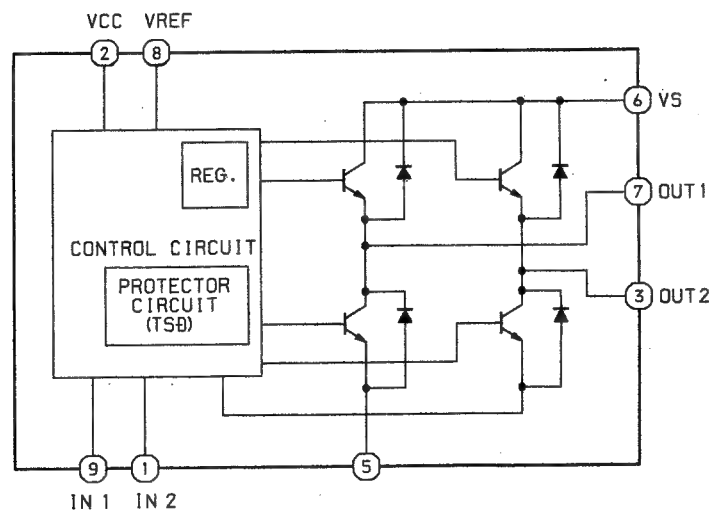 VCC VREF
2 8
6 VS
REG.
7 OUT1
CONTROL CIRCUIT
PROTECTOR
CIRCUIT
(TSD)
3 OUT2
9 1 5
IN1 IN2